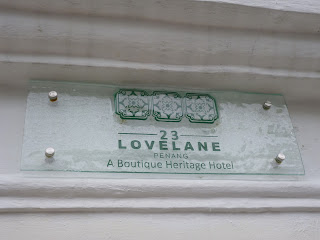 23
LOVELANE
PENANG
A Boutique Heritage Hotel